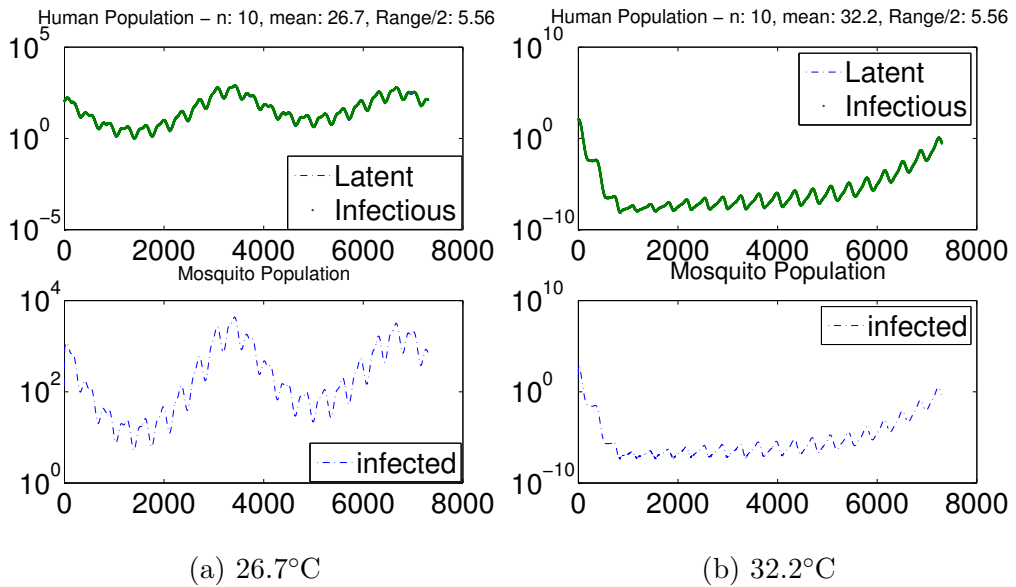 Human Population – n: 10, mean: 26.7, Range/2: 5.56
10^5
10^0
10^-5
Latent
Infectious
0 2000 4000 6000 8000
Mosquito Population
10^4
10^2
10^0
infected
0 2000 4000 6000 8000
(a) 26.7°C
Human Population – n: 10, mean: 32.2, Range/2: 5.56
10^10
10^0
10^-10
Latent
Infectious
0 2000 4000 6000 8000
Mosquito Population
10^10
10^0
10^-10
infected
0 2000 4000 6000 8000
(b) 32.2°C